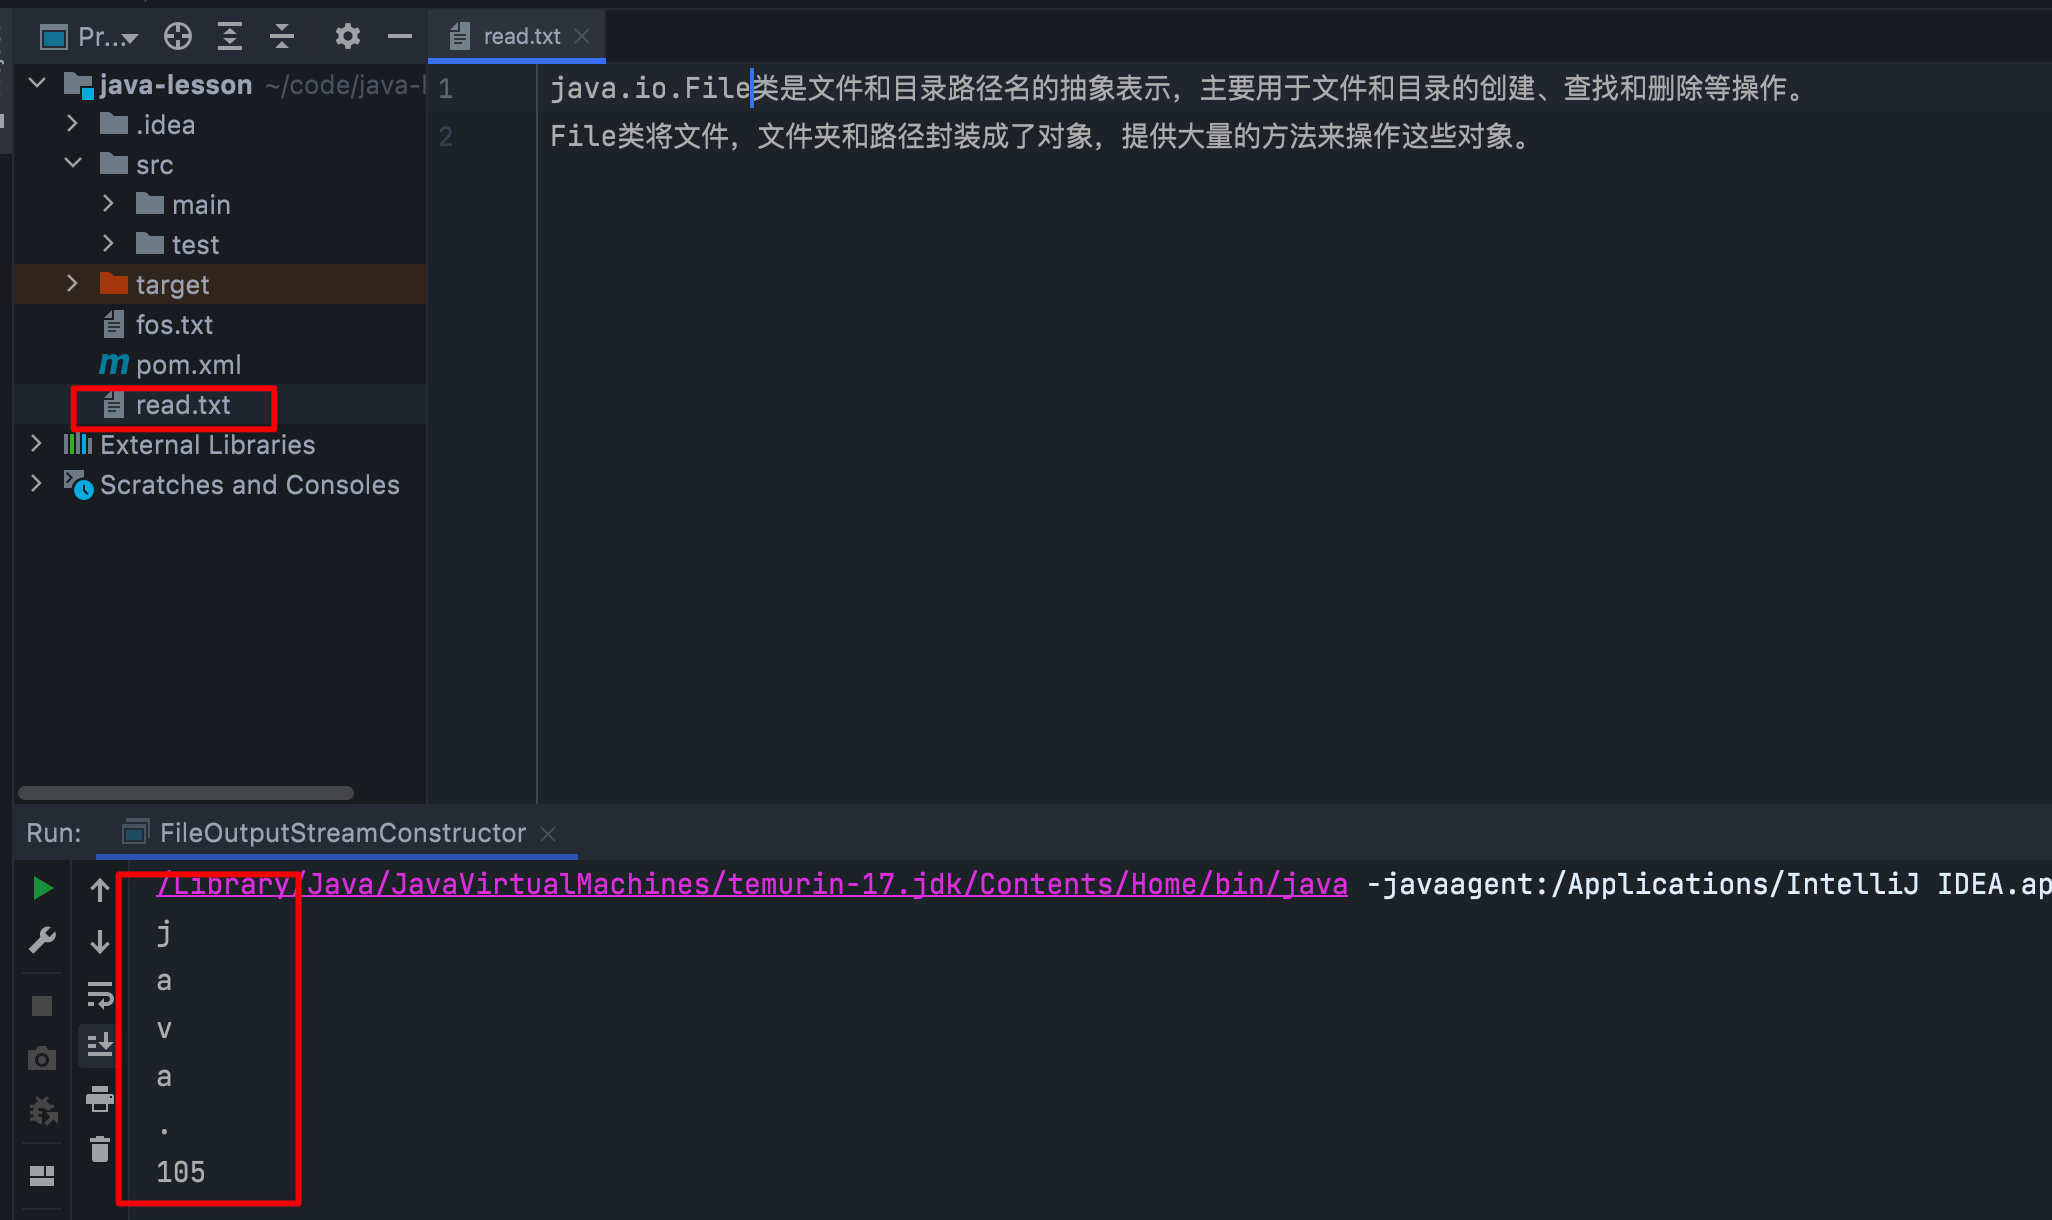 Pr...
read.txt
java-lesson ~/code/java-l
.idea
src
main
test
target
fos.txt
pom.xml
read.txt
External Libraries
Scratches and Consoles
1 java.io.File类是文件和目录路径名的抽象表示，主要用于文件和目录的创建、查找和删除等操作。
2 File类将文件，文件夹和路径封装成了对象，提供大量的方法来操作这些对象。
Run: FileOutputStreamConstructor
/Library/Java/JavaVirtualMachines/temurin-17.jdk/Contents/Home/bin/java -javaagent:/Applications/IntelliJ IDEA.ap
j
a
v
a
.
105